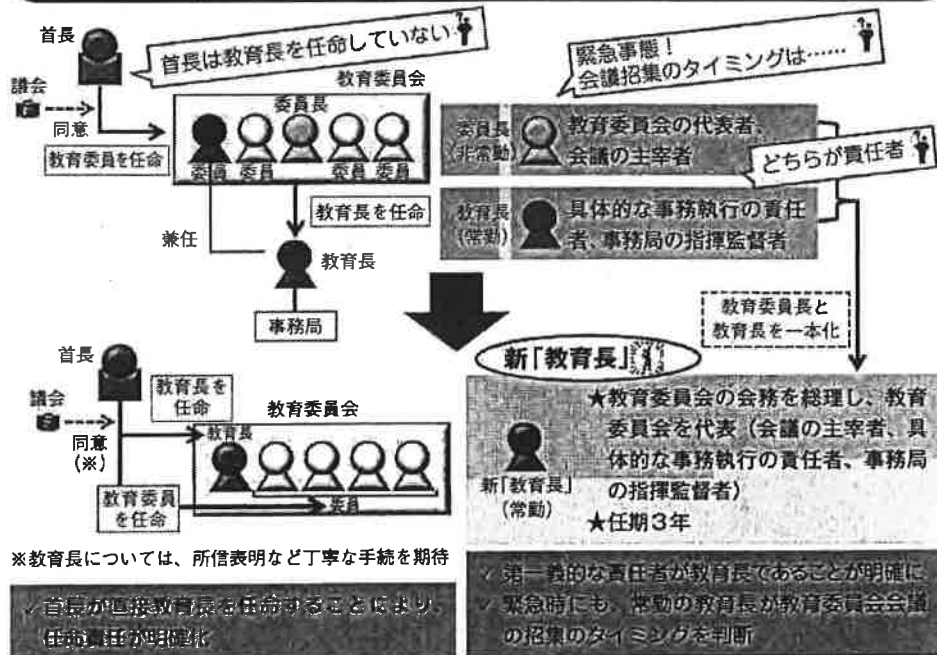 首長
首長は教育長を任命していない
議会
同意
教育委員を任命
教育委員会
委員長
委員 委員 委員 委員
教育長を任命
兼任
教育長
事務局
緊急事態！
会議招集のタイミングは……
委員長
(非常勤)
教育委員会の代表者、
会議の主宰者
どちらが責任者
教育長
(常勤)
具体的な事務執行の責任
者、事務局の指揮監督者
教育委員長と
教育長を一本化
首長
議会
同意
(※)
教育長を
任命
教育委員
を任命
教育委員会
教育長
委員
※教育長については、所信表明など丁寧な手続を期待
✓ 首長が直接教育長を任命することにより、
任命責任が明確化
新「教育長」
新「教育長」
(常勤)
★教育委員会の会務を総理し、教育
委員会を代表（会議の主宰者、具
体的な事務執行の責任者、事務局
の指揮監督者）
★任期3年
✓ 第一義的な責任者が教育長であることが明確に
✓ 緊急時にも、常勤の教育長が教育委員会会議
の招集のタイミングを判断